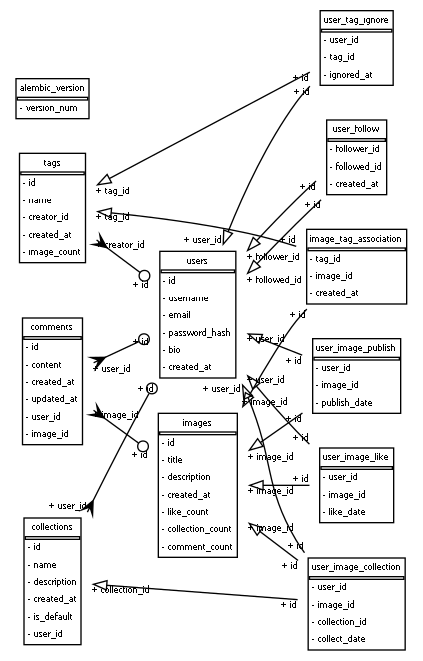 user_tag_ignore
- user_id
- tag_id
- ignored_at
alembic_version
- version_num
+ id
+ id
user_follow
- follower_id
- followed_id
- created_at
tags
- id
- name
- creator_id
- created_at
- image_count
+ tag_id
+ id
+ id
+ tag_id
creator_id
+ user_id
+ id
image_tag_association
- tag_id
- image_id
- created_at
+ follower_id
+ followed_id
users
- id
- username
- email
- password_hash
- bio
- created_at
+ id
+ id
comments
- id
- content
- created_at
- updated_at
- user_id
- image_id
+ id
+ user_id
user_image_publish
- user_id
- image_id
- publish_date
+ id
+ user_id
+ id
+ user_id
+ image_id
+ image_id
+ id
images
- id
- title
- description
- created_at
- like_count
- collection_count
- comment_count
+ id
+ id
+ image_id
user_image_like
- user_id
- image_id
- like_date
+ image_id
+ id
+ user_id
+ image_id
collections
- id
- name
- description
- created_at
- is_default
- user_id
+ id
+ id
user_image_collection
- user_id
- image_id
- collection_id
- collect_date
+ collection_id
+ id